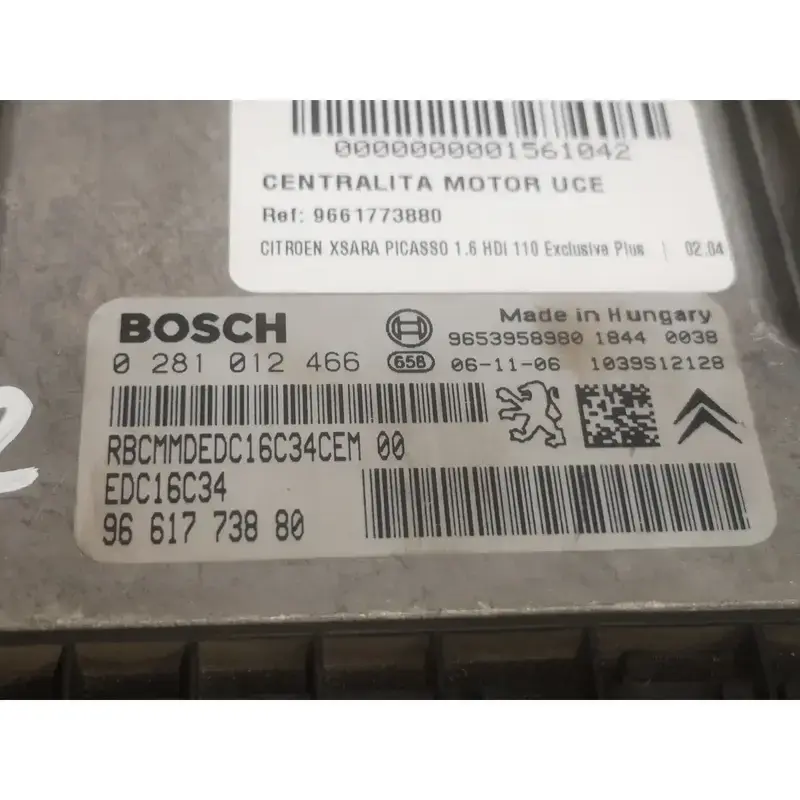 0000000001561042
CENTRALITA MOTOR UCE
Ref: 9661773880
CITROEN XSARA PICASSO 1.6 HDI 110 Exclusive Plus | 02.04
BOSCH
Made in Hungary
9653958980 1844 0038
0 281 012 466 658 06-11-06 1039S12128
RBCMMDEDC16C34CEM 00
EDC16C34
96 617 738 80
2